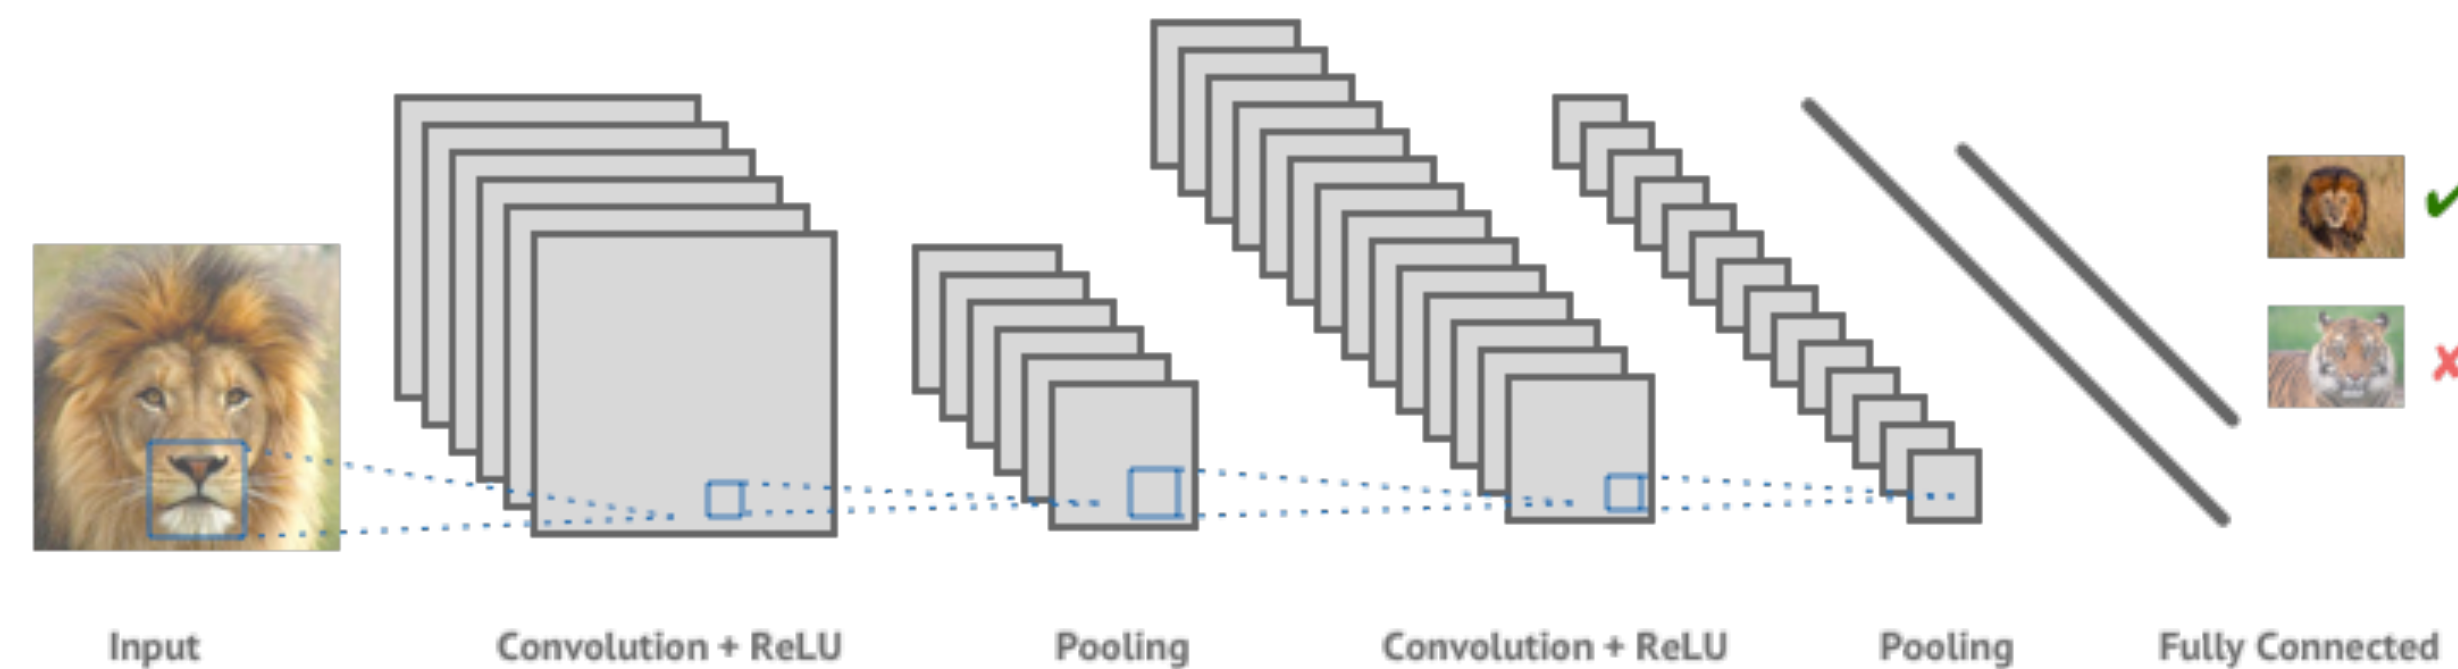 Input
Convolution + ReLU
Pooling
Convolution + ReLU
Pooling
Fully Connected